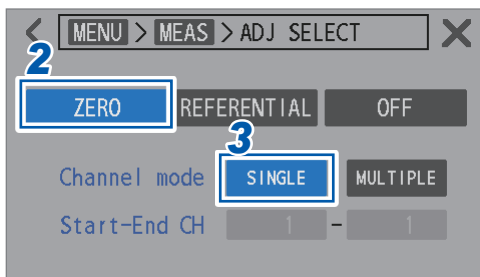 < MENU > MEAS > ADJ SELECT X
2
ZERO REFERENTIAL OFF
3
Channel mode SINGLE MULTIPLE
Start-End CH 1 - 1